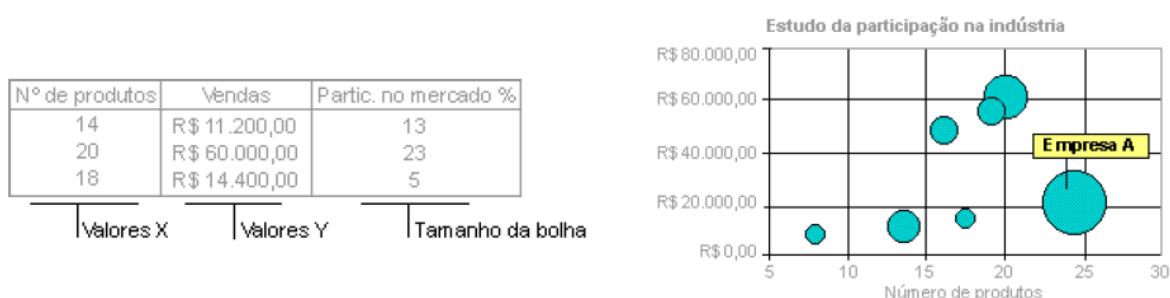 Nº de produtos Vendas Partic. no mercado %
14 R$ 11.200,00 13
20 R$ 60.000,00 23
18 R$ 14.400,00 5
Valores X Valores Y Tamanho da bolha
Estudo da participação na indústria
R$ 80.000,00
R$ 60.000,00
R$ 40.000,00
R$ 20.000,00
R$ 0,00
Empresa A
5 10 15 20 25 30
Número de produtos